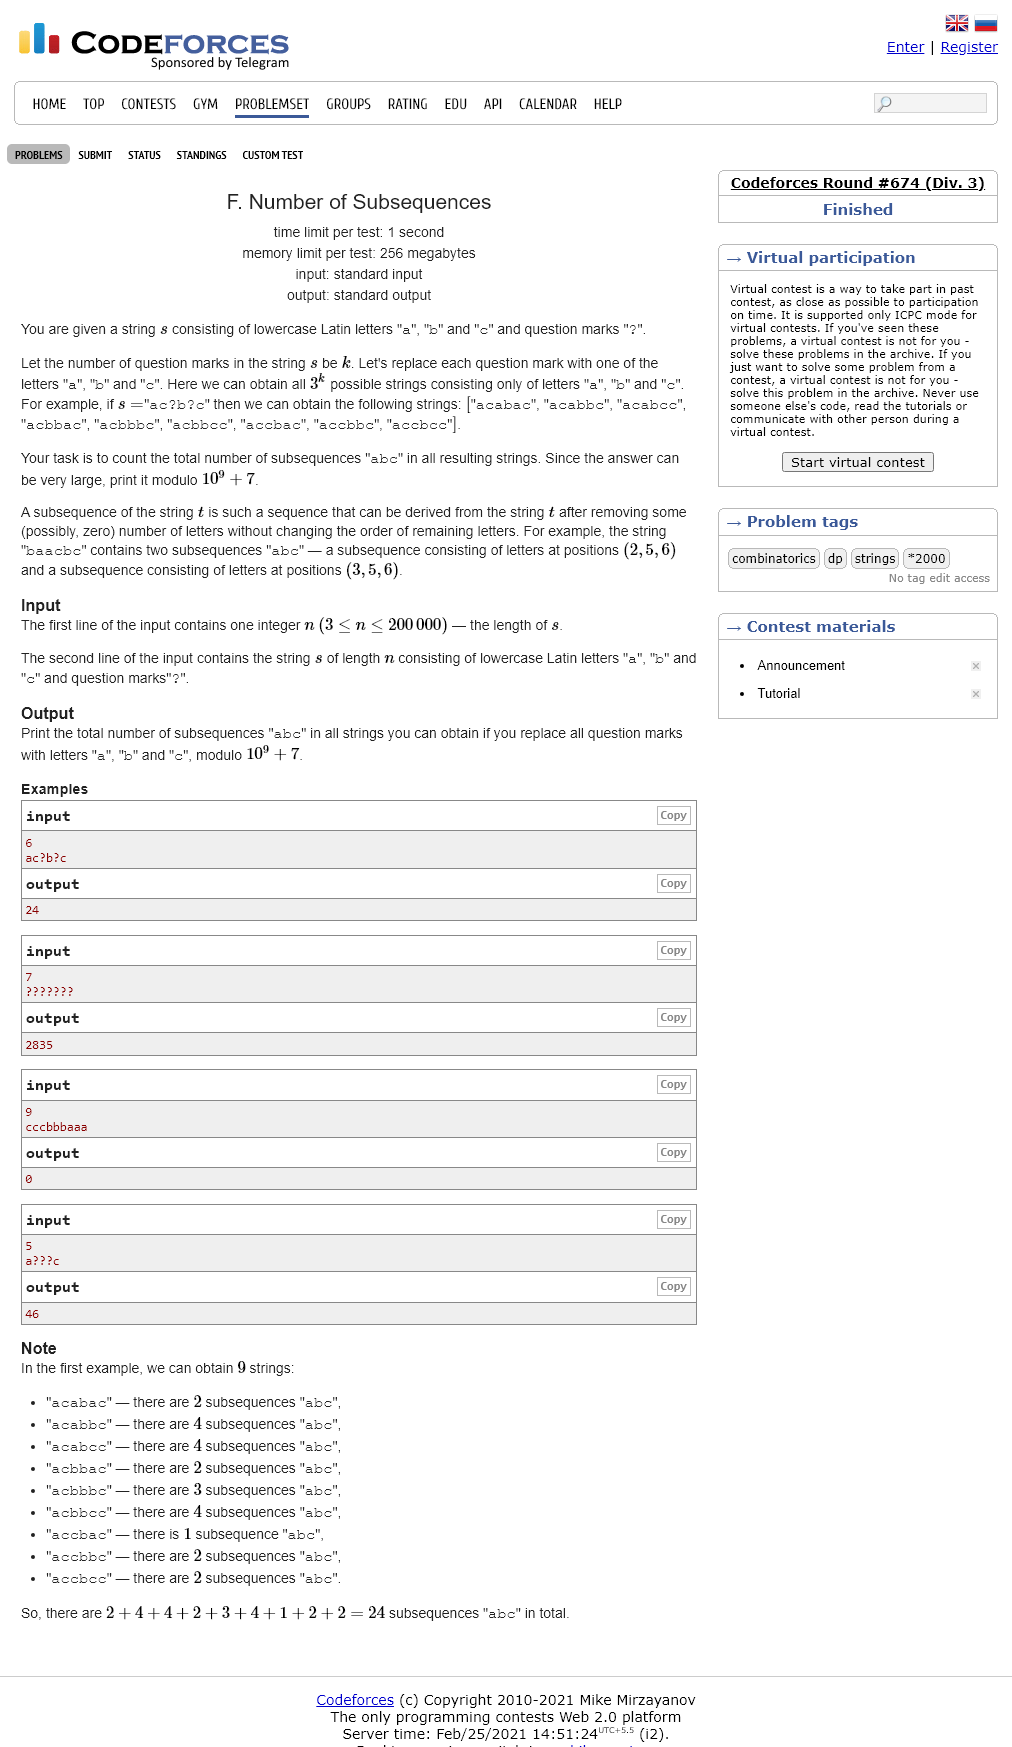 CODEFORCES
Sponsored by Telegram
Enter | Register
HOME TOP CONTESTS GYM PROBLEMSET GROUPS RATING EDU API CALENDAR HELP
PROBLEMS SUBMIT STATUS STANDINGS CUSTOM TEST
F. Number of Subsequences
time limit per test: 1 second
memory limit per test: 256 megabytes
input: standard input
output: standard output
You are given a string s consisting of lowercase Latin letters "a", "b" and "c" and question marks "?".
Let the number of question marks in the string s be k. Let's replace each question mark with one of the
letters "a", "b" and "c". Here we can obtain all 3^k possible strings consisting only of letters "a", "b" and "c".
For example, if s ="ac?b?c" then we can obtain the following strings: ["acabac", "acabbc", "acabcc",
"acbbac", "acbbbc", "acbbcc", "accbac", "accbbc", "accbcc"].
Your task is to count the total number of subsequences "abc" in all resulting strings. Since the answer can
be very large, print it modulo 10^9 + 7.
A subsequence of the string t is such a sequence that can be derived from the string t after removing some
(possibly, zero) number of letters without changing the order of remaining letters. For example, the string
"baacbc" contains two subsequences "abc" — a subsequence consisting of letters at positions (2, 5, 6)
and a subsequence consisting of letters at positions (3, 5, 6).
Input
The first line of the input contains one integer n (3 ≤ n ≤ 200 000) — the length of s.
The second line of the input contains the string s of length n consisting of lowercase Latin letters "a", "b" and
"c" and question marks"?".
Output
Print the total number of subsequences "abc" in all strings you can obtain if you replace all question marks
with letters "a", "b" and "c", modulo 10^9 + 7.
Examples
input Copy
6
ac?b?c
output Copy
24
input Copy
7
???????
output Copy
2835
input Copy
9
cccbbbaaa
output Copy
0
input Copy
5
a???c
output Copy
46
Note
In the first example, we can obtain 9 strings:
• "acabac" — there are 2 subsequences "abc",
• "acabbc" — there are 4 subsequences "abc",
• "acabcc" — there are 4 subsequences "abc",
• "acbbac" — there are 2 subsequences "abc",
• "acbbbc" — there are 3 subsequences "abc",
• "acbbcc" — there are 4 subsequences "abc",
• "accbac" — there is 1 subsequence "abc",
• "accbbc" — there are 2 subsequences "abc",
• "accbcc" — there are 2 subsequences "abc".
So, there are 2 + 4 + 4 + 2 + 3 + 4 + 1 + 2 + 2 = 24 subsequences "abc" in total.
Codeforces Round #674 (Div. 3)
Finished
→ Virtual participation
Virtual contest is a way to take part in past
contest, as close as possible to participation
on time. It is supported only ICPC mode for
virtual contests. If you've seen these
problems, a virtual contest is not for you -
solve these problems in the archive. If you
just want to solve some problem from a
contest, a virtual contest is not for you -
solve this problem in the archive. Never use
someone else's code, read the tutorials or
communicate with other person during a
virtual contest.
Start virtual contest
→ Problem tags
combinatorics dp strings *2000
No tag edit access
→ Contest materials
• Announcement
• Tutorial
Codeforces (c) Copyright 2010-2021 Mike Mirzayanov
The only programming contests Web 2.0 platform
Server time: Feb/25/2021 14:51:24 UTC+5.5 (i2).